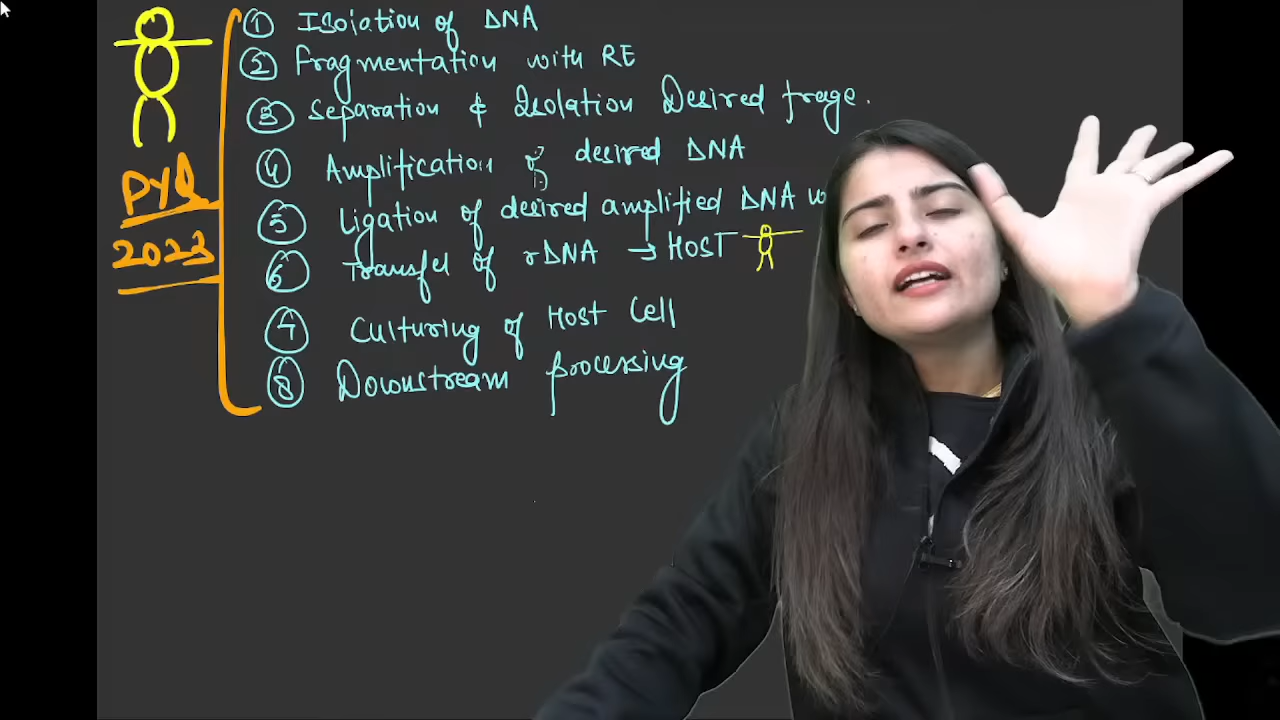 ① Isolation of DNA
② Fragmentation with RE
③ Separation & Isolation Desired frage.
④ Amplification of desired DNA
⑤ Ligation of desired amplified DNA
⑥ Transfer of rDNA → HOST
⑦ Culturing of Host Cell
⑧ Downstream processing
PYQ
2023